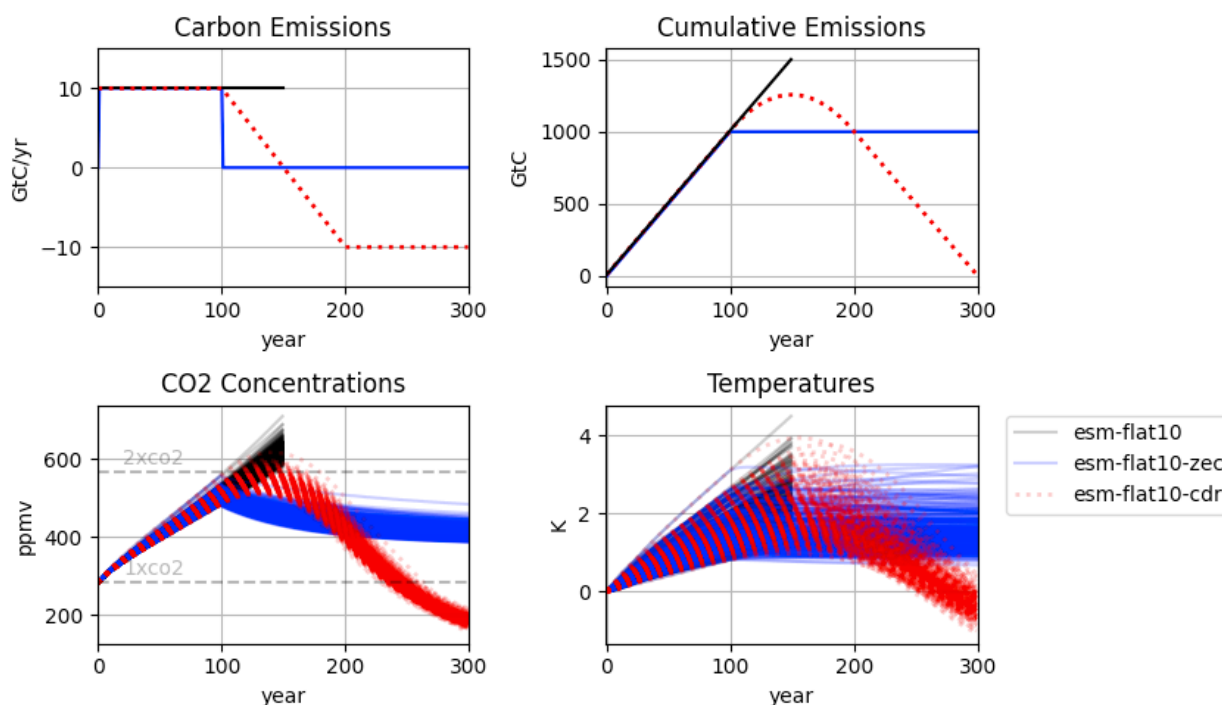 Carbon Emissions
GtC/yr
10
0
−10
0
100
200
300
year
Cumulative Emissions
GtC
1500
1000
500
0
0
100
200
300
year
CO2 Concentrations
ppmv
600
400
200
2xco2
1xco2
0
100
200
300
year
Temperatures
K
4
2
0
0
100
200
300
year
esm-flat10
esm-flat10-zec
esm-flat10-cdr